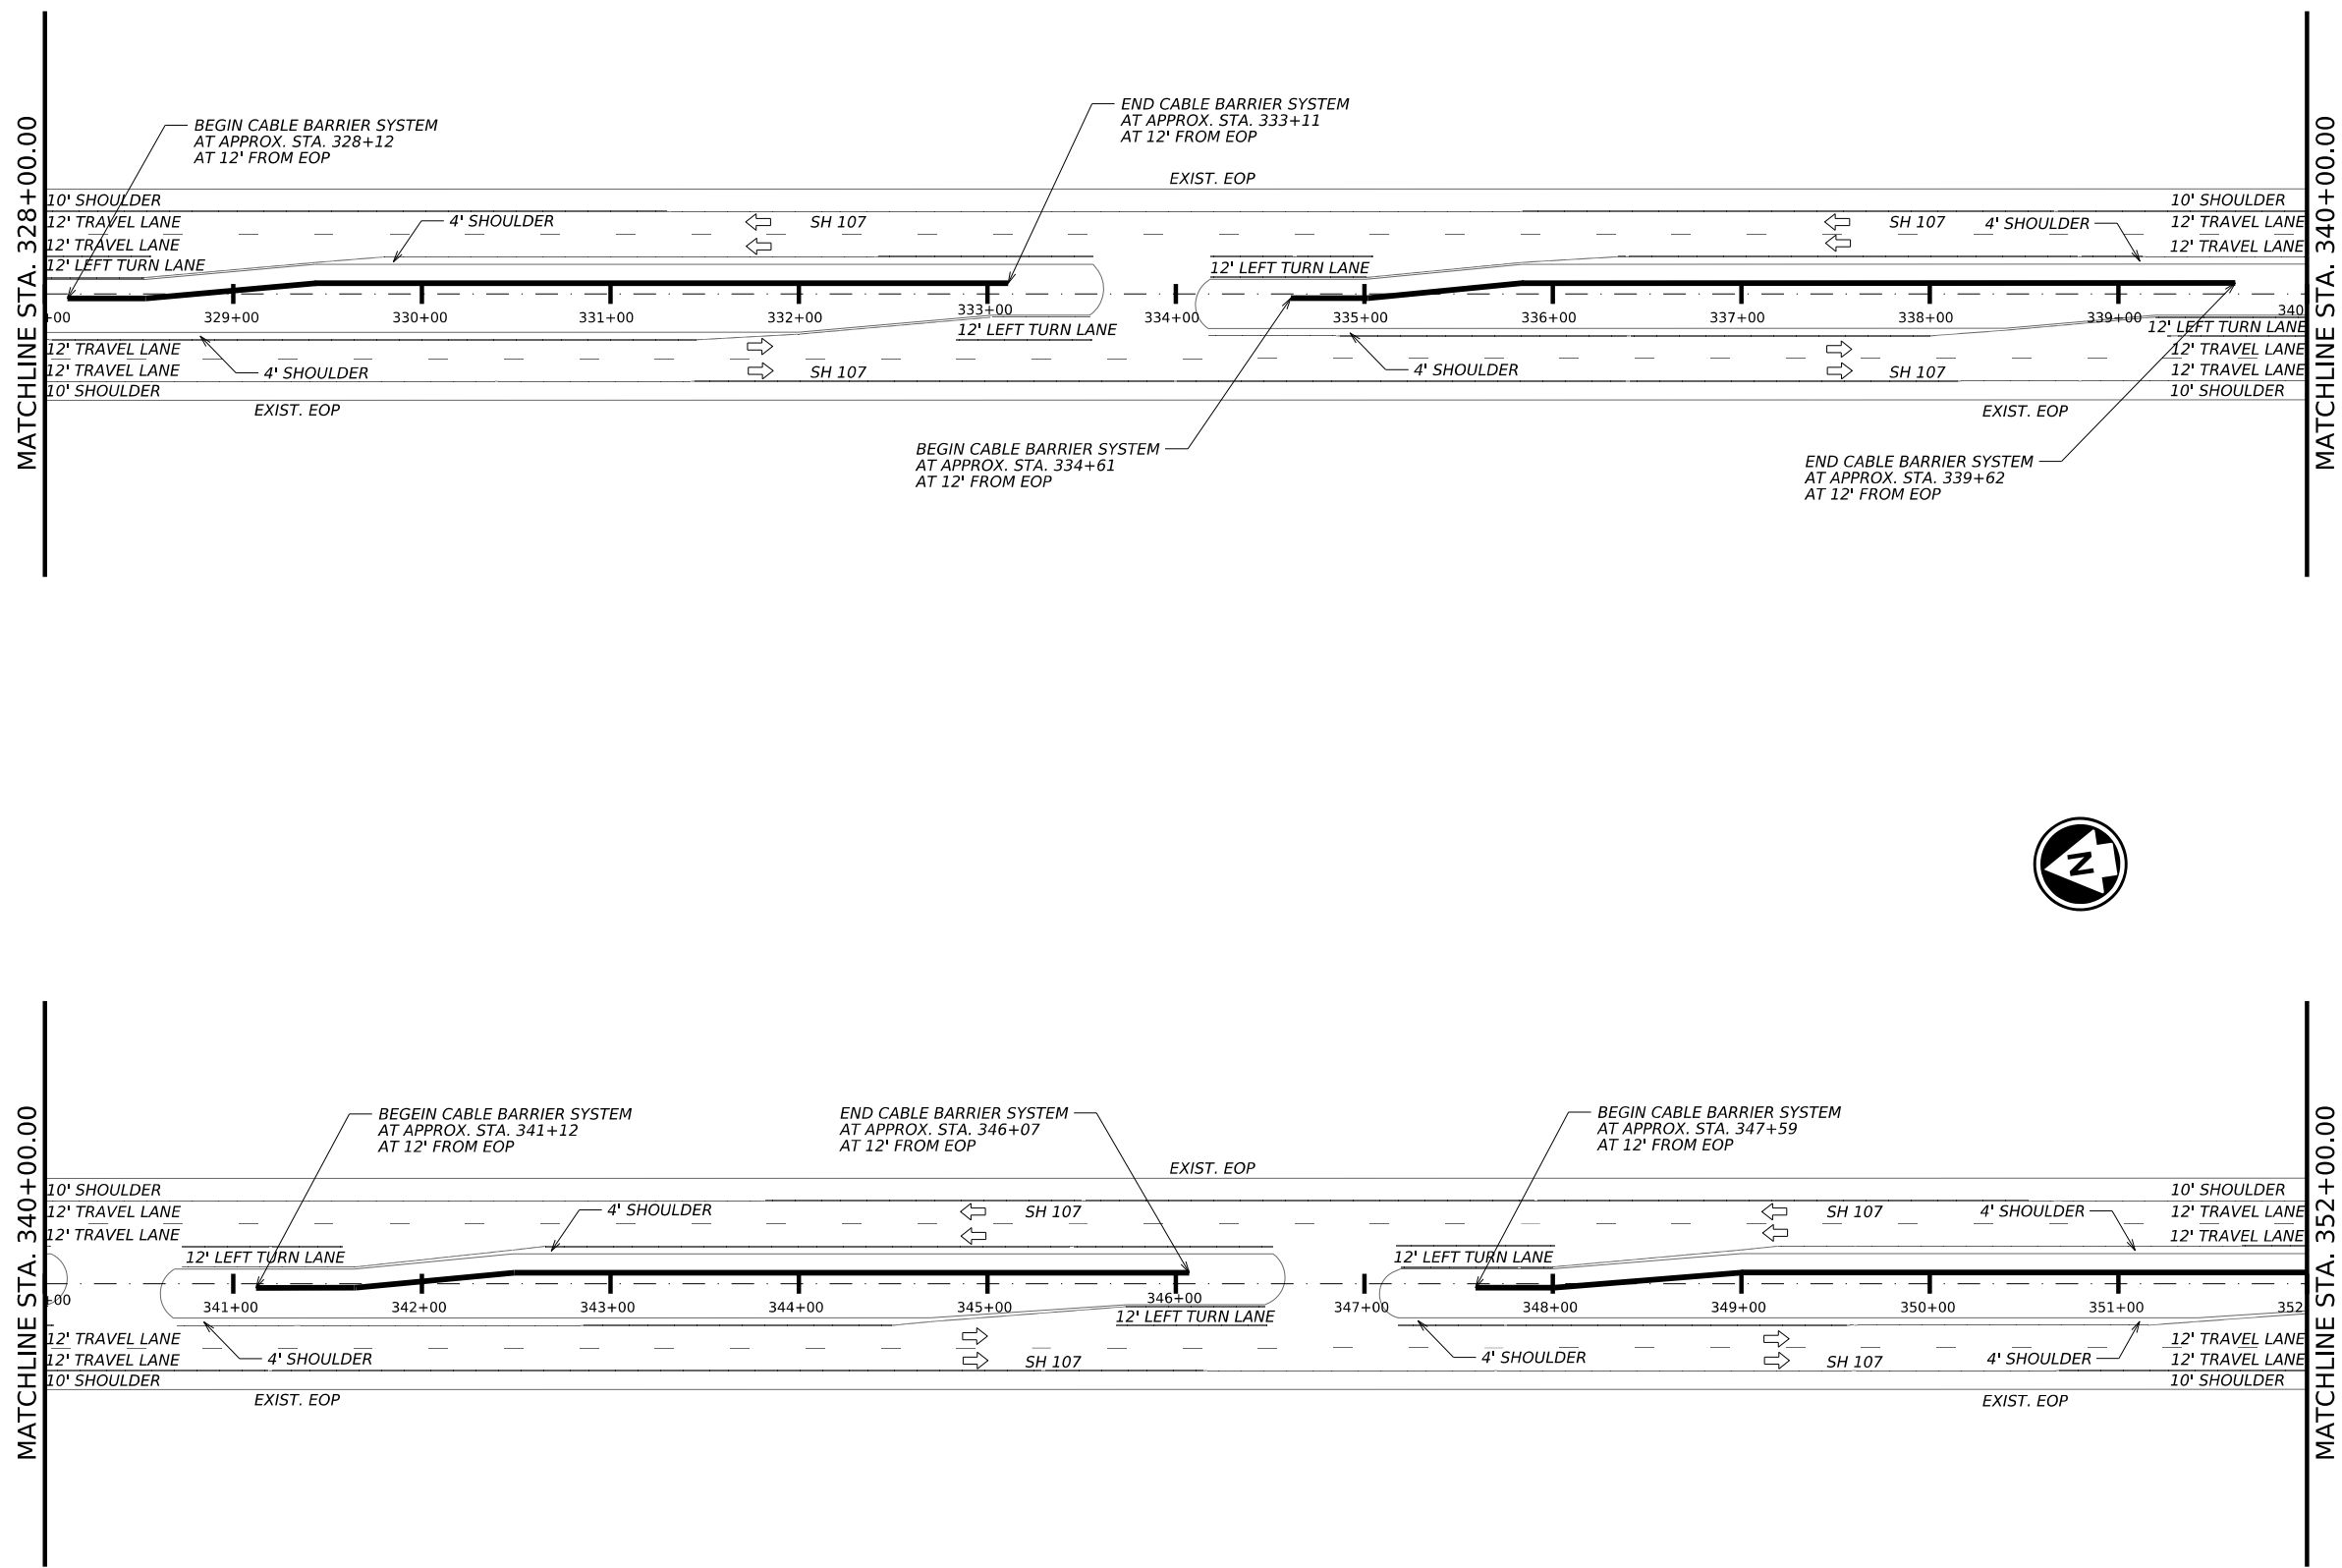 MATCHLINE STA. 328+00.00
BEGIN CABLE BARRIER SYSTEM
AT APPROX. STA. 328+12
AT 12' FROM EOP
END CABLE BARRIER SYSTEM
AT APPROX. STA. 333+11
AT 12' FROM EOP
MATCHLINE STA. 340+00.00
EXIST. EOP
10' SHOULDER
10' SHOULDER
12' TRAVEL LANE
4' SHOULDER
SH 107
SH 107
4' SHOULDER
12' TRAVEL LANE
12' TRAVEL LANE
12' TRAVEL LANE
12' LEFT TURN LANE
12' LEFT TURN LANE
+00
329+00
330+00
331+00
332+00
333+00
334+00
335+00
336+00
337+00
338+00
339+00
340
12' LEFT TURN LANE
12' LEFT TURN LANE
12' TRAVEL LANE
12' TRAVEL LANE
12' TRAVEL LANE
4' SHOULDER
SH 107
4' SHOULDER
SH 107
12' TRAVEL LANE
10' SHOULDER
10' SHOULDER
EXIST. EOP
EXIST. EOP
BEGIN CABLE BARRIER SYSTEM
AT APPROX. STA. 334+61
AT 12' FROM EOP
END CABLE BARRIER SYSTEM
AT APPROX. STA. 339+62
AT 12' FROM EOP
N
MATCHLINE STA. 340+00.00
BEGEIN CABLE BARRIER SYSTEM
AT APPROX. STA. 341+12
AT 12' FROM EOP
END CABLE BARRIER SYSTEM
AT APPROX. STA. 346+07
AT 12' FROM EOP
BEGIN CABLE BARRIER SYSTEM
AT APPROX. STA. 347+59
AT 12' FROM EOP
MATCHLINE STA. 352+00.00
EXIST. EOP
10' SHOULDER
10' SHOULDER
12' TRAVEL LANE
4' SHOULDER
SH 107
SH 107
4' SHOULDER
12' TRAVEL LANE
12' TRAVEL LANE
12' TRAVEL LANE
12' LEFT TURN LANE
12' LEFT TURN LANE
+00
341+00
342+00
343+00
344+00
345+00
346+00
347+00
348+00
349+00
350+00
351+00
352
12' LEFT TURN LANE
12' TRAVEL LANE
12' TRAVEL LANE
12' TRAVEL LANE
4' SHOULDER
SH 107
4' SHOULDER
SH 107
4' SHOULDER
12' TRAVEL LANE
10' SHOULDER
10' SHOULDER
EXIST. EOP
EXIST. EOP